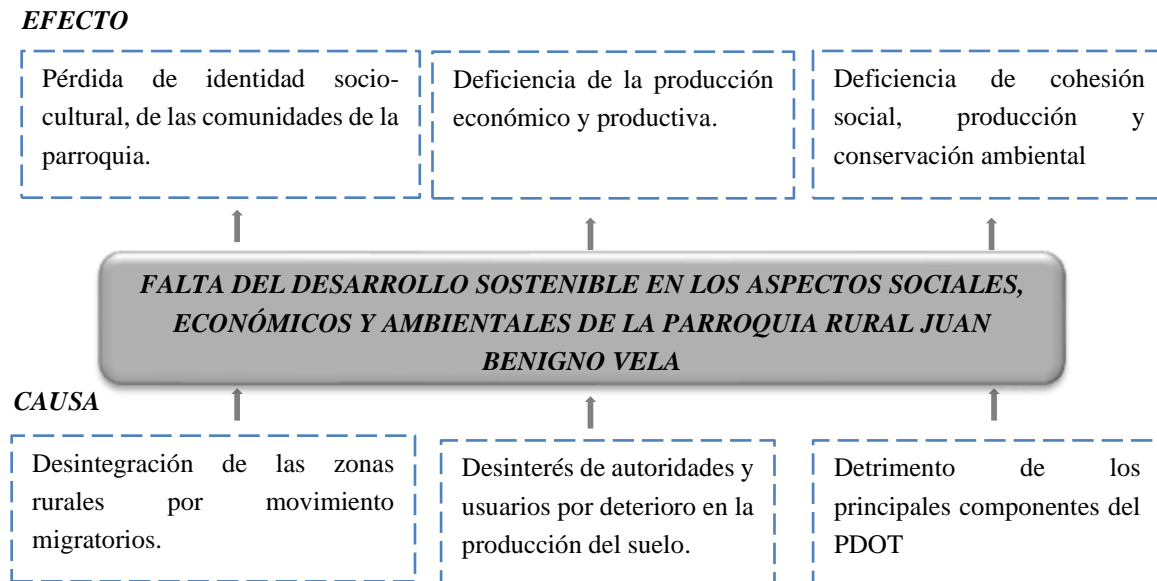 EFECTO
Pérdida de identidad socio-
cultural, de las comunidades de la
parroquia.
Deficiencia de la producción
económico y productiva.
Deficiencia de cohesión
social, producción y
conservación ambiental
FALTA DEL DESARROLLO SOSTENIBLE EN LOS ASPECTOS SOCIALES,
ECONÓMICOS Y AMBIENTALES DE LA PARROQUIA RURAL JUAN
BENIGNO VELA
CAUSA
Desintegración de las zonas
rurales por movimiento
migratorios.
Desinterés de autoridades y
usuarios por deterioro en la
producción del suelo.
Detrimento de los
principales componentes del
PDOT